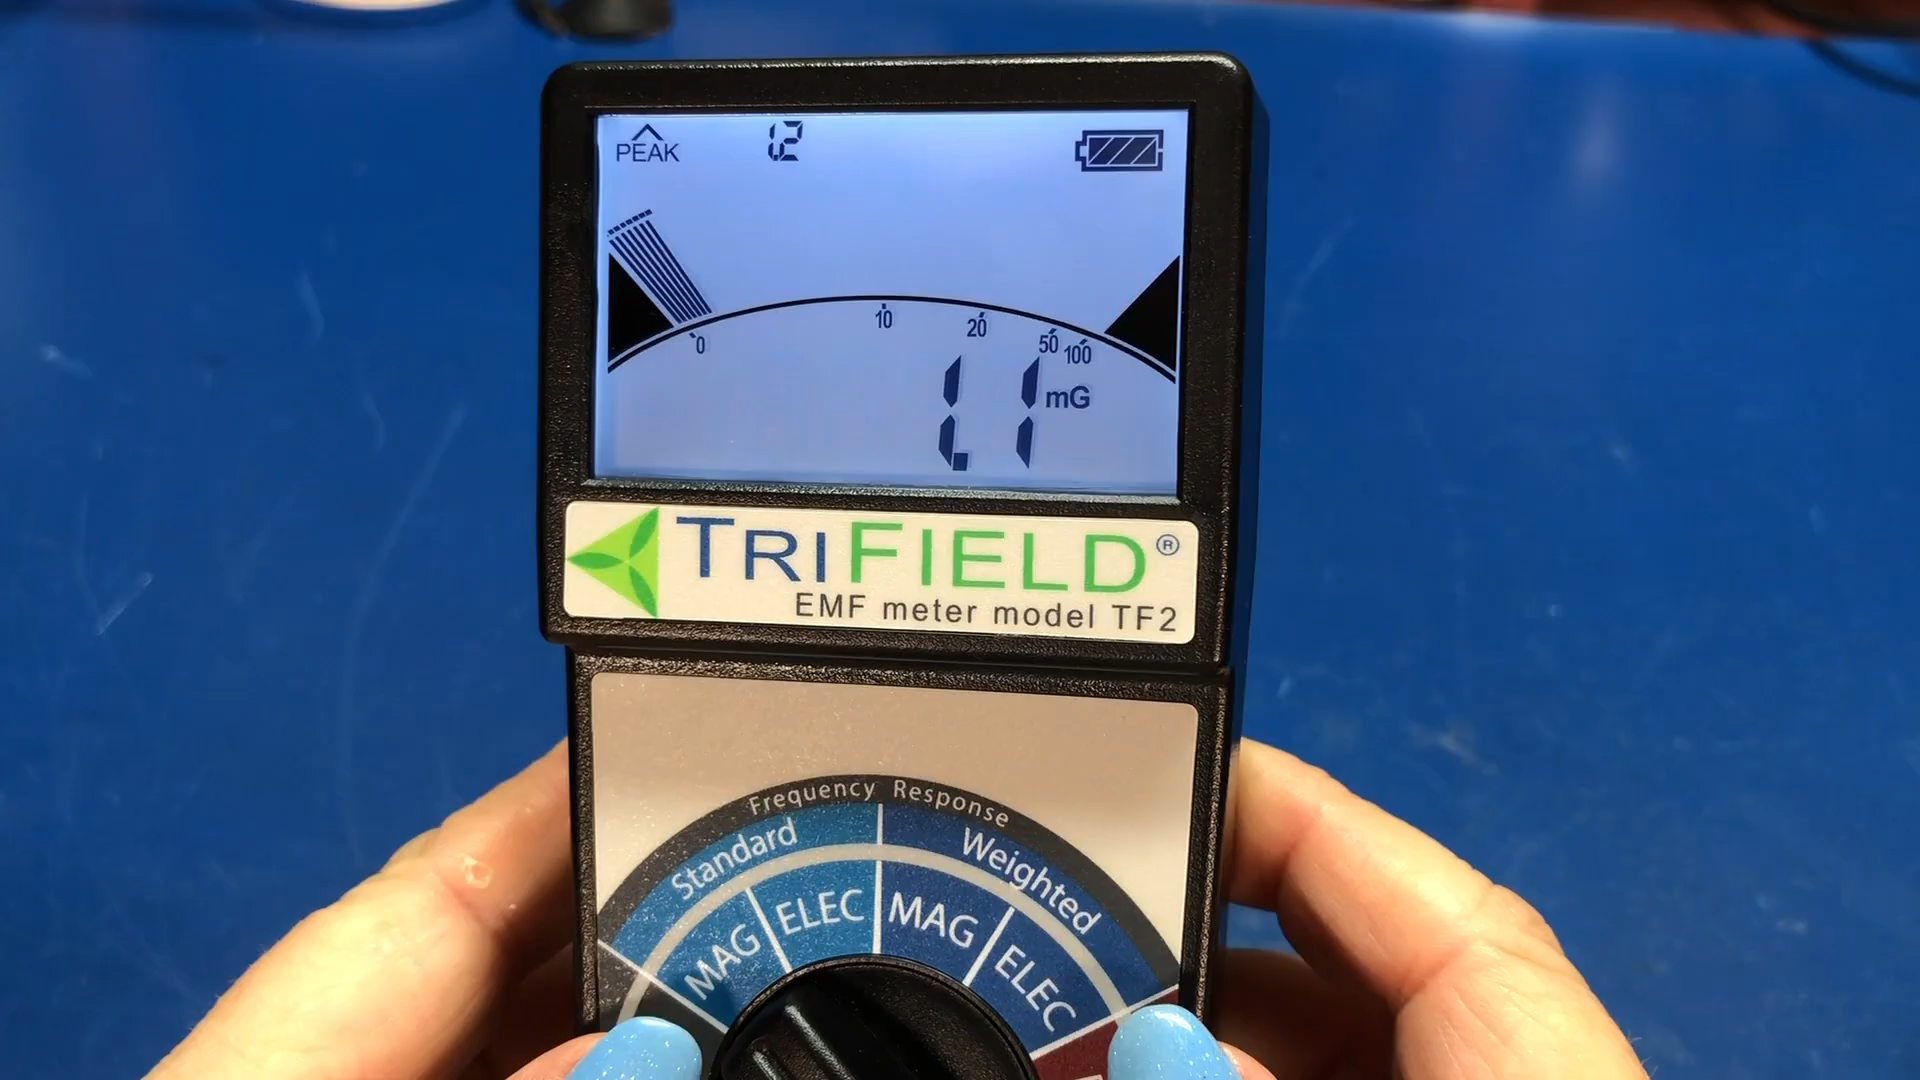 PEAK 1.2
0 10 20 50 100
1.1 mG
TRIFIELD®
EMF meter model TF2
Frequency Response
Standard Weighted
MAG ELEC MAG ELEC